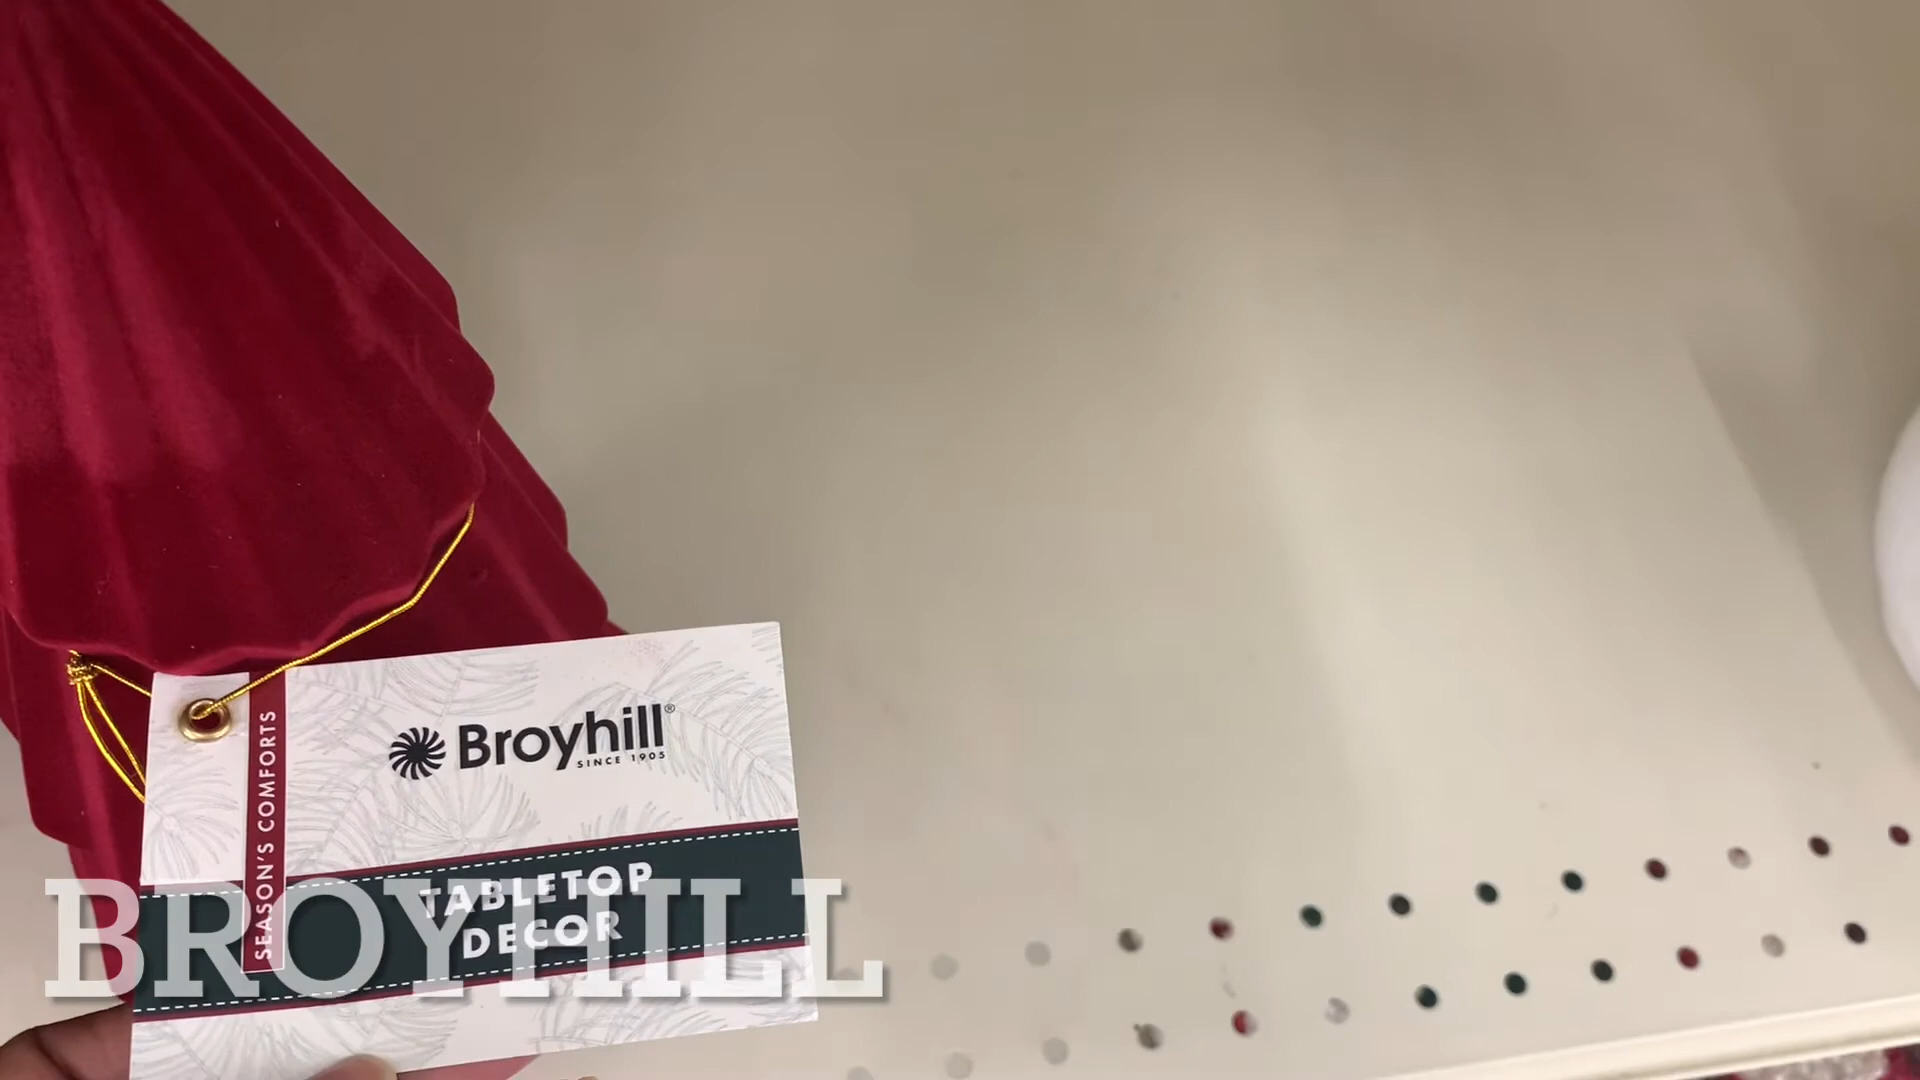 Broyhill®
SINCE 1905
SEASON'S COMFORTS
TABLETOP
DECOR
BROYHILL